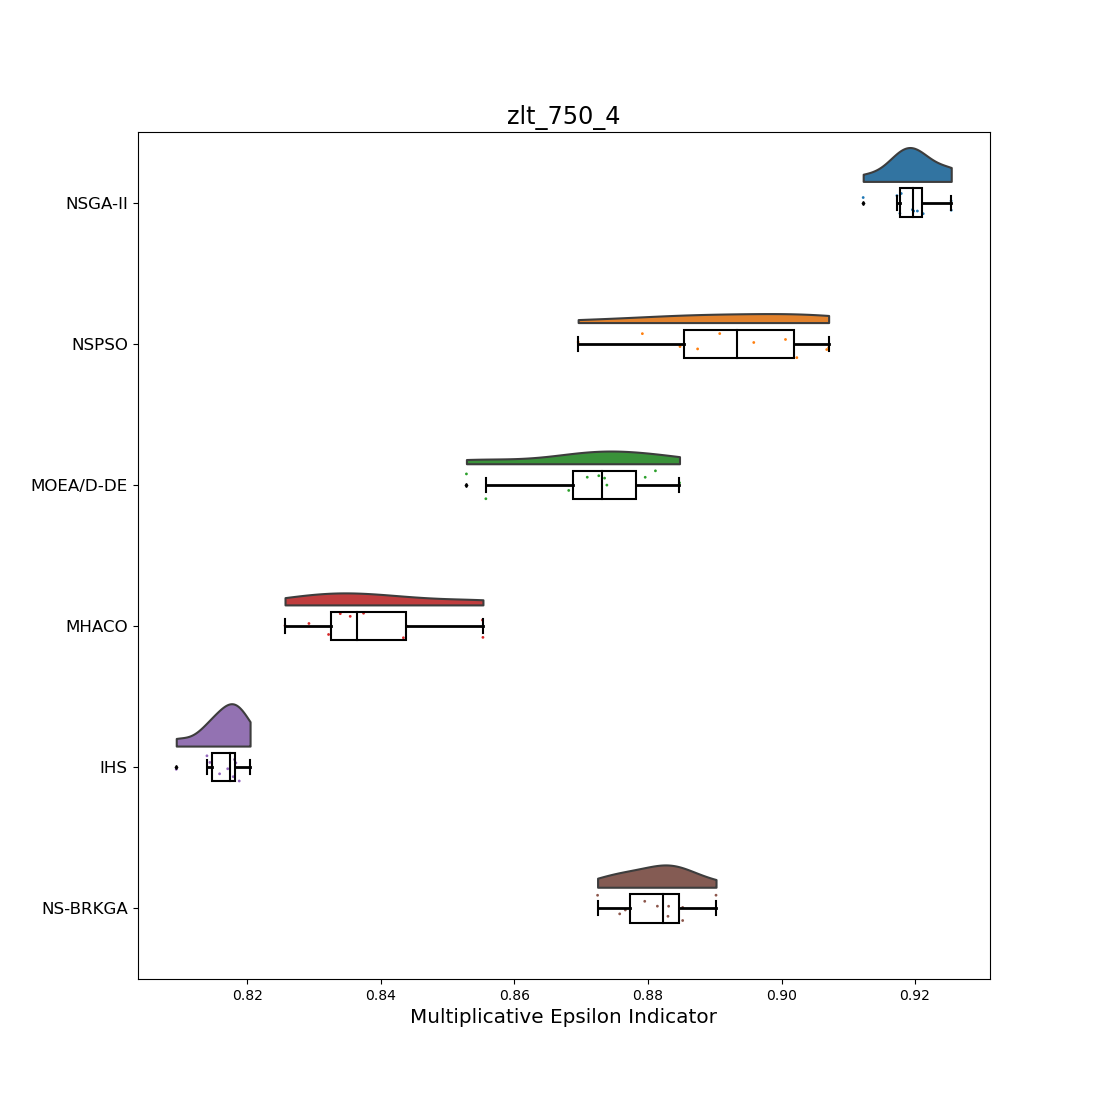 zlt_750_4
NSGA-II
NSPSO
MOEA/D-DE
MHACO
IHS
NS-BRKGA
0.82 0.84 0.86 0.88 0.90 0.92
Multiplicative Epsilon Indicator